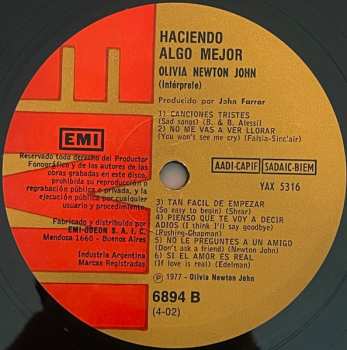 HACIENDO
ALGO MEJOR
OLIVIA NEWTON JOHN
(Intérprete)
Producido por John Farrar
1) CANCIONES TRISTES
(Sad songs) (B. & B. Alessi)
2) NO ME VAS A VER LLORAR
(You won't see me cry) (Falsia-Sinc'air)
EMI
Reservado todo derecho del Productor
Fonográfico y de los autores de las
obras grabadas en este disco,
prohibida su reproducción o
regrabación pública o privada, y la
ejecución pública por cualquier
usuario y procedimiento.
Fabricado y distribuido por
EMI-ODEON S. A. I. C.
Mendoza 1660 - Buenos Aires
Industria Argentina
Marcas Registradas
AADI-CAPIF SADAIC-BIEM
YAX 5316
3) TAN FACIL DE EMPEZAR
(So easy to begin) (Shear)
4) PIENSO QUE TE VOY A DECIR
ADIOS (I think I'll say goodbye)
(Rushing-Chapman)
5) NO LE PREGUNTES A UN AMIGO
(Don't ask a friend) (Newton John)
6) SI EL AMOR ES REAL
(If love is real) (Edelman)
℗ 1977 - Olivia Newton John
6894 B
(4-02)